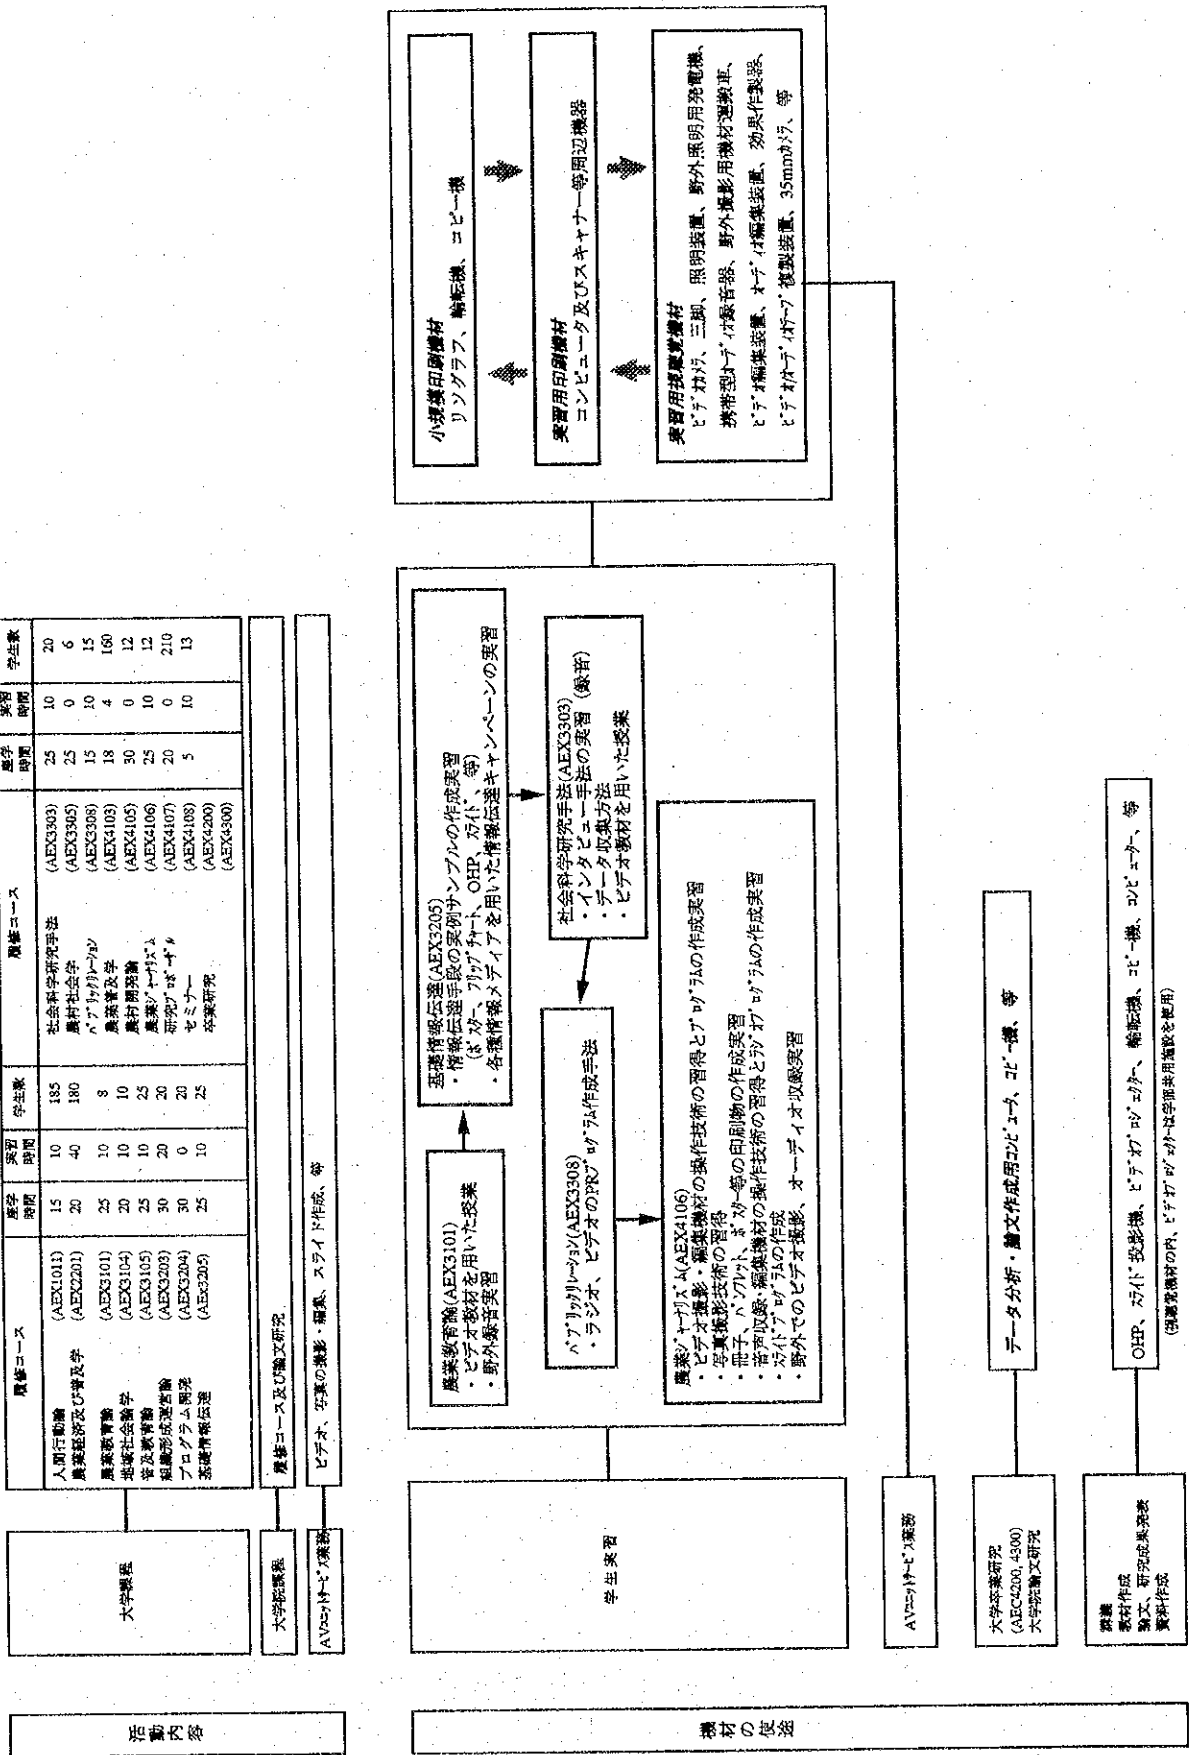 活動内容
大学課程
履修コース 座学時間 実習時間 学生数 履修コース 座学時間 実習時間 学生数
人間行動論 (AEX1011) 15 10 185 社会科学研究手法 (AEX3303) 25 10 20
農業経済及び普及学 (AEX2201) 20 40 180 農村社会学 (AEX3305) 25 0 6
パブリックリレーション (AEX3308) 15 10 15
農業教育論 (AEX3101) 25 10 8 農業普及学 (AEX4103) 18 4 160
地域社会論学 (AEX3104) 20 10 10 農村開発論 (AEX4105) 30 0 12
普及教育論 (AEX3105) 25 10 25 農業ジャーナリズム (AEX4106) 25 10 12
組織形成運営論 (AEX3203) 30 20 20 研究プロポーザル (AEX4107) 20 0 210
プログラム開発 (AEX3204) 30 0 20 セミナー (AEX4108) 5 10 13
基礎情報伝達 (AEx3205) 25 10 25 卒業研究 (AEX4200)
(AEX4300)
大学院課程
履修コース及び論文研究
AVユニットサービス業務
ビデオ、写真の撮影・編集、スライド作成、等
機材の使途
学生実習
農業教育論(AEX3101)
・ビデオ教材を用いた授業
・野外録音実習
基礎情報伝達(AEX3205)
・情報伝達手段の実例サンプルの作成実習
(ポスター、フリップチャート、OHP、スライド、等)
・各種情報メディアを用いた情報伝達キャンペーンの実習
社会科学研究手法(AEX3303)
・インタビュー手法の実習(録音)
・データ収集方法
・ビデオ教材を用いた授業
パブリックリレーション(AEX3308)
・ラジオ、ビデオのPRプログラム作成手法
農業ジャーナリズム(AEX4106)
・ビデオ撮影・編集機材の操作技術の習得とプログラムの作成実習
・写真撮影技術の習得
・冊子、パンフレット、ポスター等の印刷物の作成実習
・音声収録・編集機材の操作技術の習得とラジオプログラムの作成実習
・スライドプログラムの作成
・野外でのビデオ撮影、オーディオ収録実習
小規模印刷機材
リソグラフ、輪転機、コピー機
実習用印刷機材
コンピュータ及びスキャナー等周辺機器
実習用視聴覚機材
ビデオカメラ、三脚、照明装置、野外照明用発電機、
携帯型オーディオ録音器、野外撮影用機材運搬車、
ビデオ編集装置、オーディオ編集装置、効果作製器、
ビデオ/オーディオテープ複製装置、35mmカメラ、等
AVユニットサービス業務
大学卒業研究
(AEC4200, 4300)
大学院論文研究
データ分析・論文作成用コンピュータ、コピー機、等
講義
教材作成
論文、研究成果発表
資料作成
OHP、スライド投影機、ビデオプロジェクター、輪転機、コピー機、コンピューター、等
(視聴覚機材の内、ビデオプロジェクターは学部共用施設を使用)